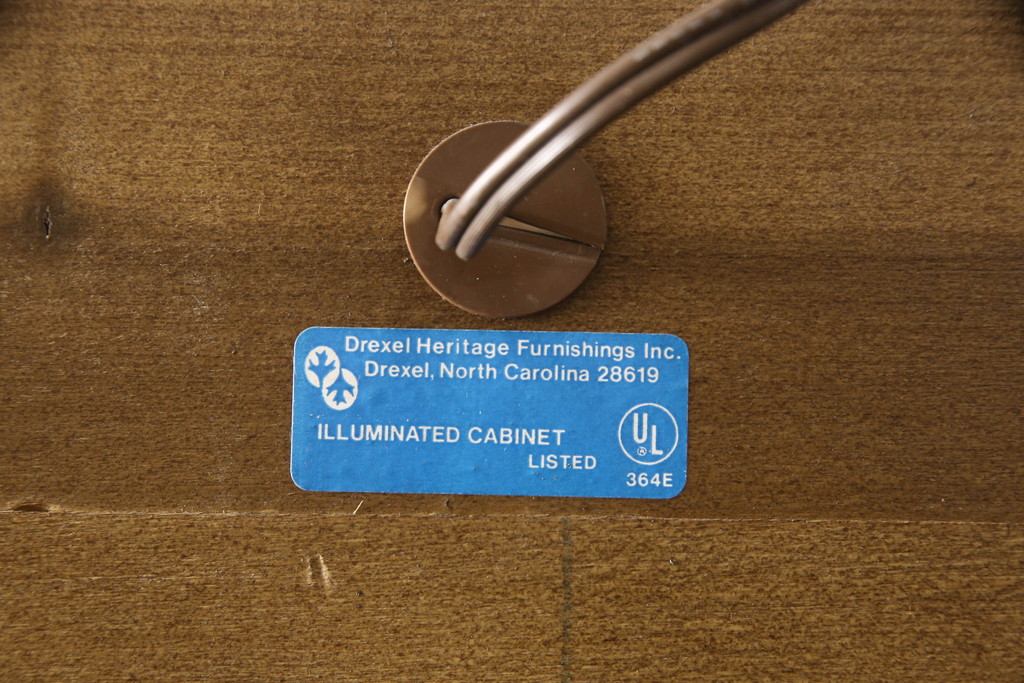 Drexel Heritage Furnishings Inc.
Drexel, North Carolina 28619
ILLUMINATED CABINET
LISTED
UL
®
364E